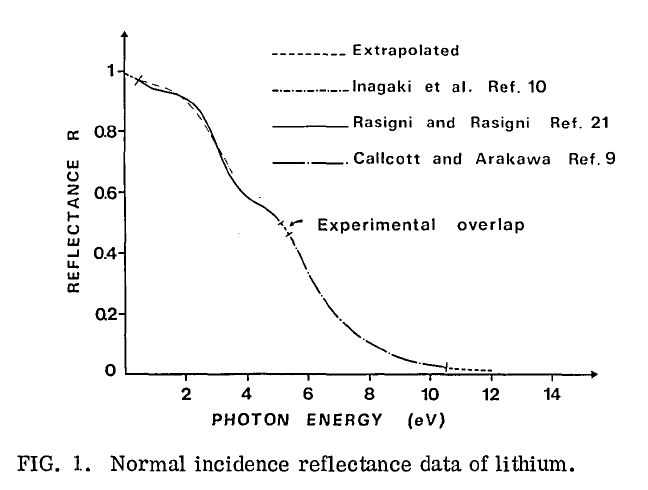 Extrapolated
Inagaki et al. Ref. 10
Rasigni and Rasigni Ref. 21
Callcott and Arakawa Ref. 9
Experimental overlap
REFLECTANCE R
1
0.8
0.6
0.4
0.2
0
2 4 6 8 10 12 14
PHOTON ENERGY (eV)
FIG. 1. Normal incidence reflectance data of lithium.